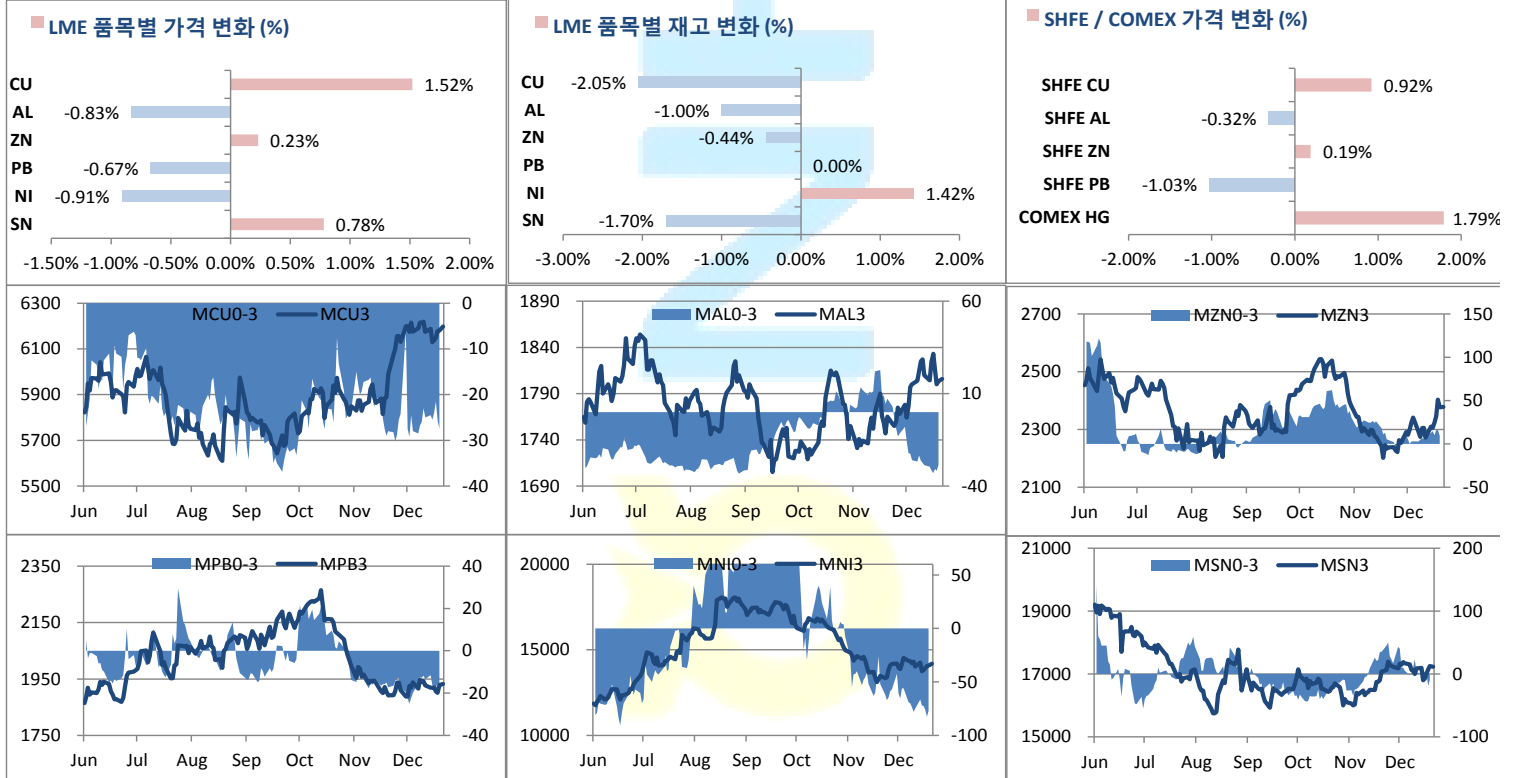 LME 품목별 가격 변화 (%)
CU 1.52%
AL -0.83%
ZN 0.23%
PB -0.67%
NI -0.91%
SN 0.78%
-1.50% -1.00% -0.50% 0.00% 0.50% 1.00% 1.50% 2.00%
LME 품목별 재고 변화 (%)
CU -2.05%
AL -1.00%
ZN -0.44%
PB 0.00%
NI 1.42%
SN -1.70%
-3.00% -2.00% -1.00% 0.00% 1.00% 2.00%
SHFE / COMEX 가격 변화 (%)
SHFE CU 0.92%
SHFE AL -0.32%
SHFE ZN 0.19%
SHFE PB -1.03%
COMEX HG 1.79%
-2.00% -1.00% 0.00% 1.00% 2.00%
MCU0-3 MCU3
6300 0
6100 -10
5900 -20
5700 -30
5500 -40
Jun Jul Aug Sep Oct Nov Dec
MAL0-3 MAL3
1890 60
1840
1790 10
1740
1690 -40
Jun Jul Aug Sep Oct Nov Dec
MZN0-3 MZN3
2700 150
100
2500
50
2300 0
2100 -50
Jun Jul Aug Sep Oct Nov Dec
MPB0-3 MPB3
2350 40
20
2150
0
1950
-20
1750 -40
Jun Jul Aug Sep Oct Nov Dec
MNI0-3 MNI3
20000
50
0
15000
-50
10000 -100
Jun Jul Aug Sep Oct Nov Dec
MSN0-3 MSN3
21000 200
19000 100
17000 0
15000 -100
Jun Jul Aug Sep Oct Nov Dec